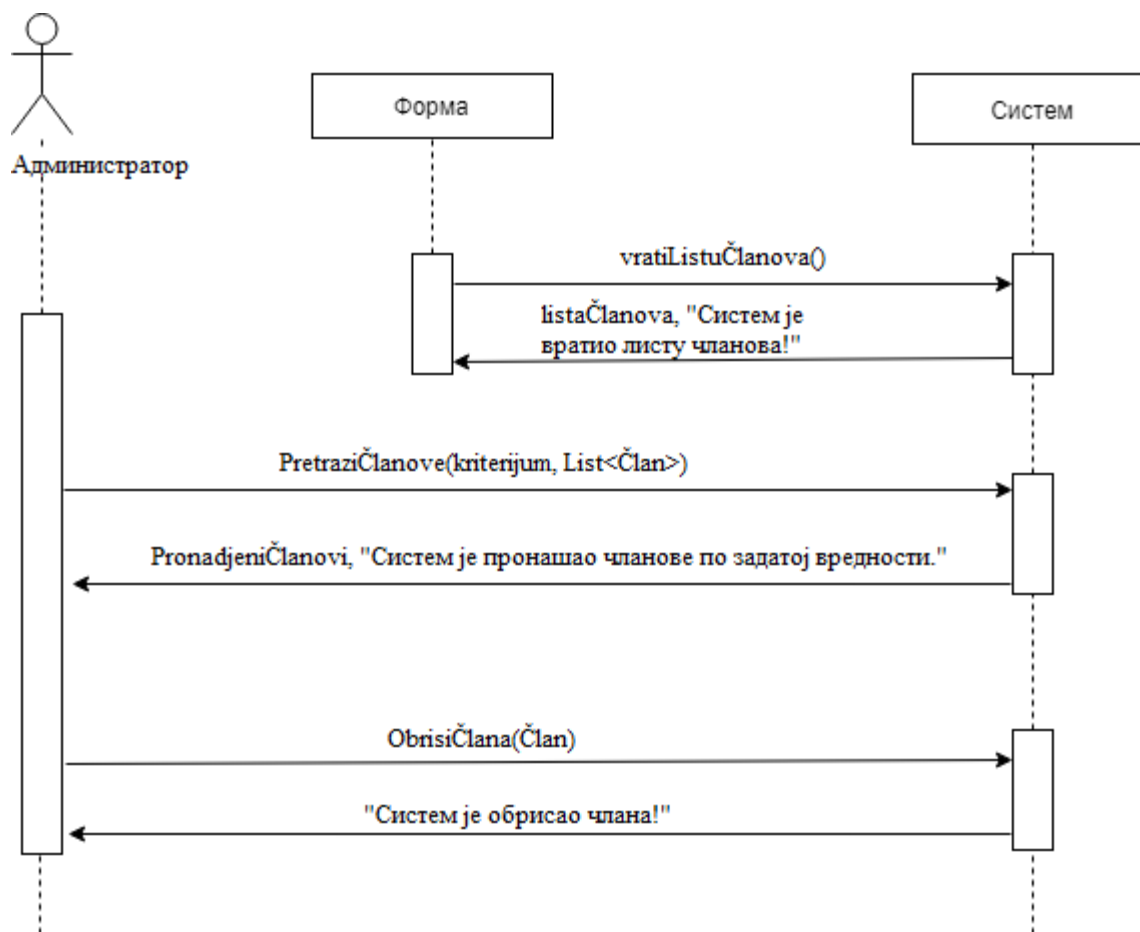 Форма
Систем
Администратор
vratiListuČlanova()
listaČlanova, "Систем је
вратио листу чланова!"
PretraziČlanove(kriterijum, List<Član>)
PronadjeniČlanovi, "Систем је пронашао чланове по задатој вредности."
ObrisiČlana(Član)
"Систем је обрисао члана!"